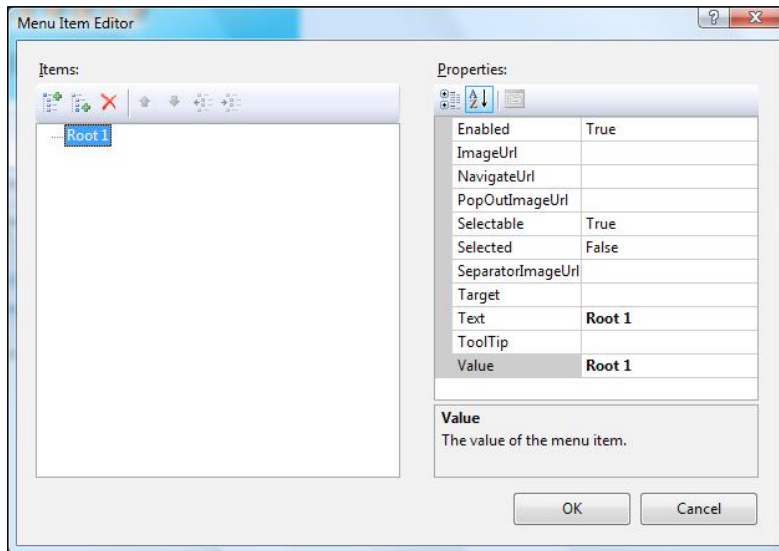 Menu Item Editor
Items:
Properties:
Root 1
Enabled True
ImageUrl
NavigateUrl
PopOutImageUrl
Selectable True
Selected False
SeparatorImageUrl
Target
Text Root 1
ToolTip
Value Root 1
Value
The value of the menu item.
OK Cancel